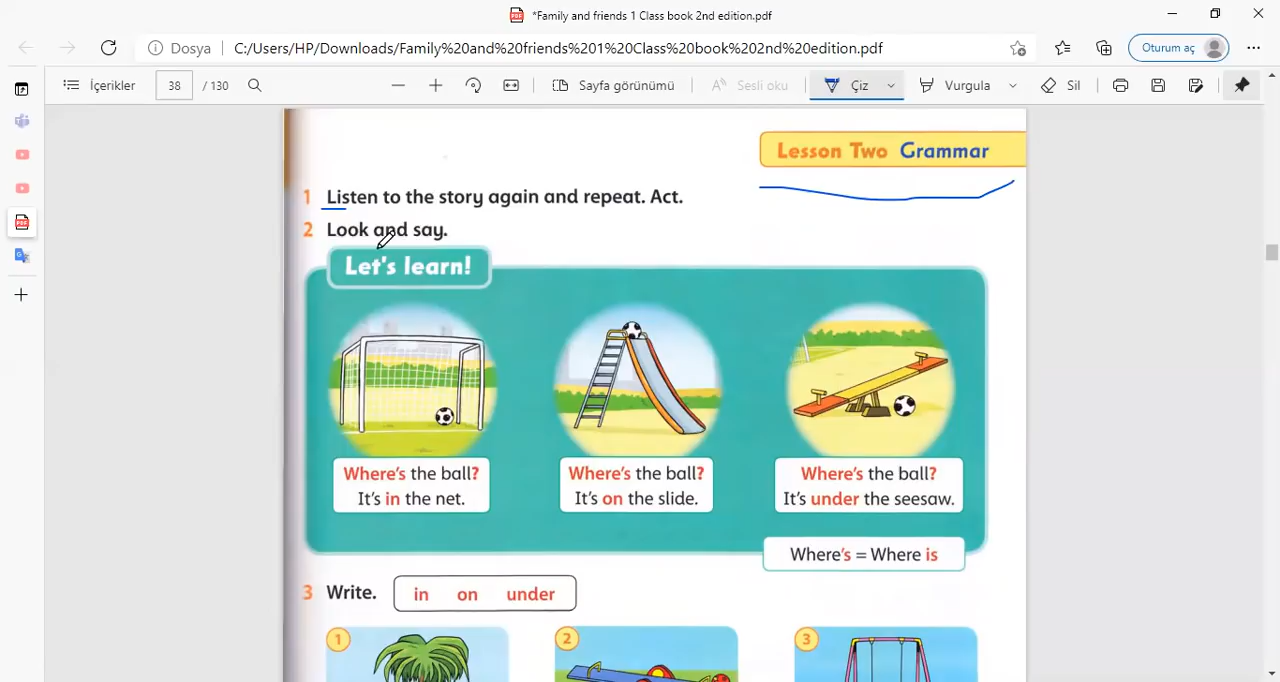 *Family and friends 1 Class book 2nd edition.pdf
Dosya
C:/Users/HP/Downloads/Family%20and%20friends%201%20Class%20book%202nd%20edition.pdf
Oturum aç
İçerikler
38
/ 130
Sayfa görünümü
A Sesli oku
Çiz
Vurgula
Sil
Lesson Two Grammar
1 Listen to the story again and repeat. Act.
2 Look and say.
Let's learn!
Where's the ball?
It's in the net.
Where's the ball?
It's on the slide.
Where's the ball?
It's under the seesaw.
Where's = Where is
3 Write.
in on under
1
2
3